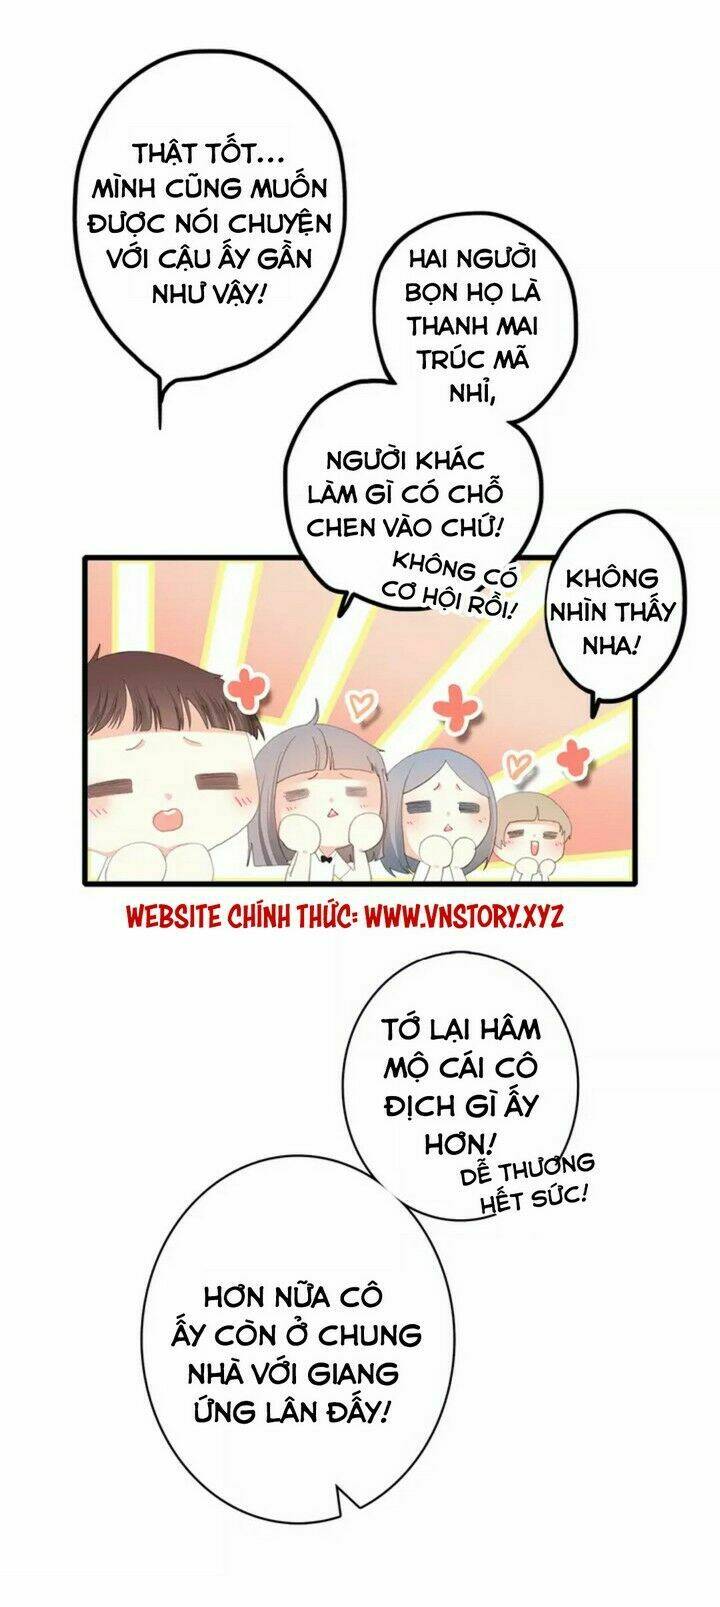 THẬT TỐT...
MÌNH CŨNG MUỐN
ĐƯỢC NÓI CHUYỆN
VỚI CẬU ẤY GẦN
NHƯ VẬY!
HAI NGƯỜI
BỌN HỌ LÀ
THANH MAI
TRÚC MÃ
NHỈ,
NGƯỜI KHÁC
LÀM GÌ CÓ CHỖ
CHEN VÀO CHỨ!
KHÔNG CÓ
CƠ HỘI RỒI!
KHÔNG
NHÌN THẤY
NHA!
WEBSITE CHÍNH THỨC: WWW.VNSTORY.XYZ
TỚ LẠI HÂM
MỘ CÁI CÔ
ĐỊCH GÌ ẤY
HƠN!
DỄ THƯƠNG
HẾT SỨC!
HƠN NỮA CÔ
ẤY CÒN Ở CHUNG
NHÀ VỚI GIANG
ỨNG LÂN ĐẤY!